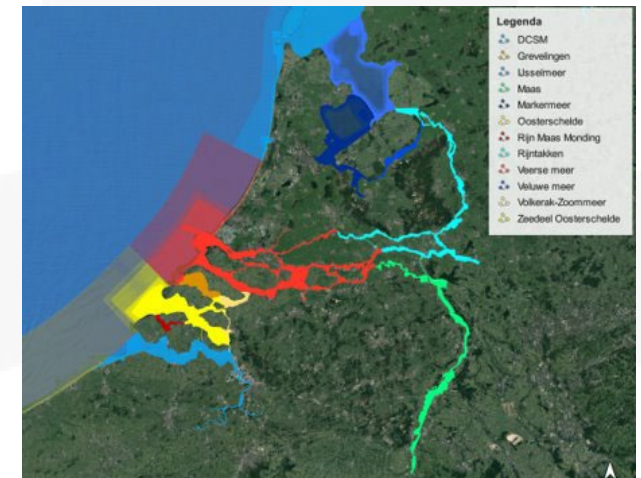 Legenda
DCSM
Grevelingen
IJsselmeer
Maas
Markermeer
Oosterschelde
Rijn Maas Monding
Rijntakken
Veerse meer
Veluwe meer
Volkerak-Zoommeer
Zeedeel Oosterschelde